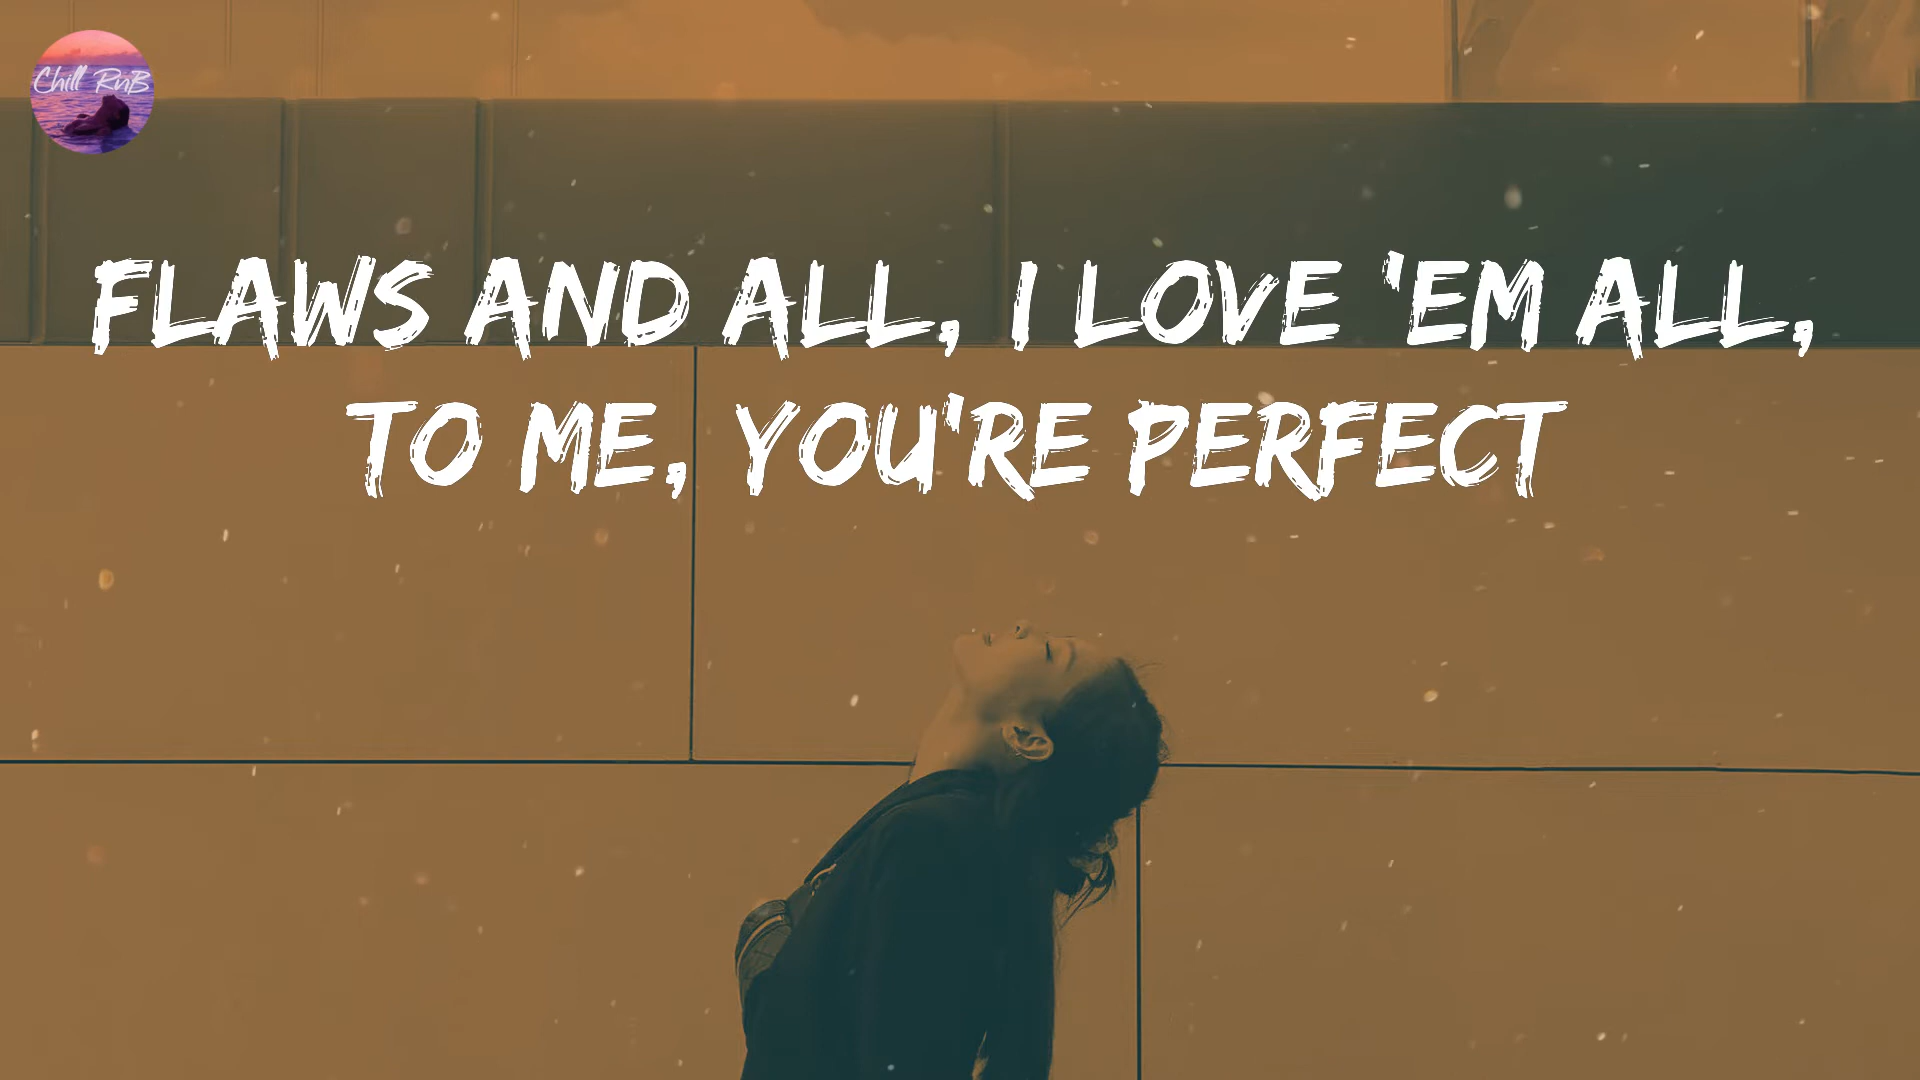 Chill RnB
FLAWS AND ALL, I LOVE 'EM ALL,
TO ME, YOU'RE PERFECT